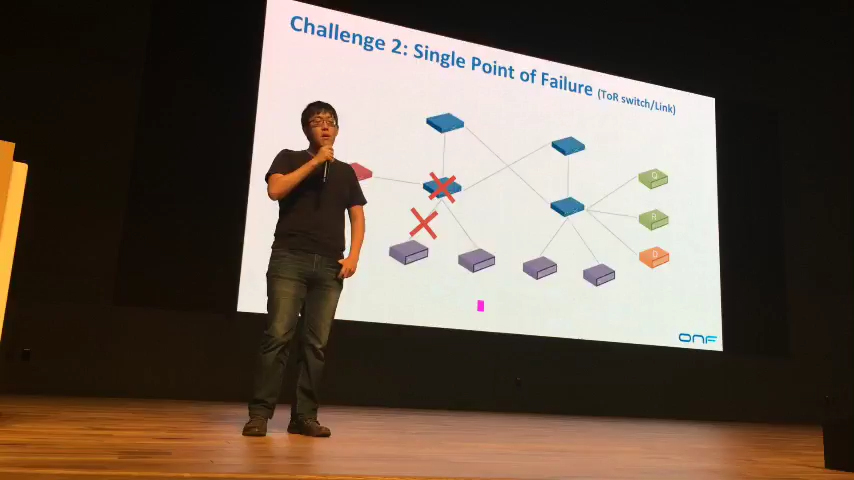 Challenge 2: Single Point of Failure (ToR switch/Link)
Q
R
D
ONF